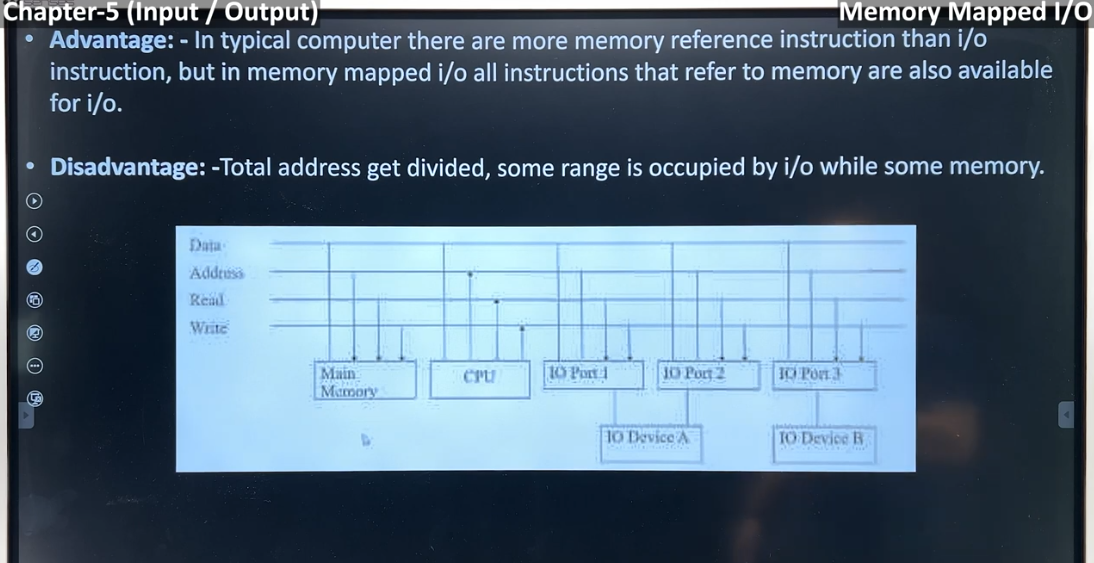 Chapter-5 (Input / Output)
Memory Mapped I/O
• Advantage: - In typical computer there are more memory reference instruction than i/o
instruction, but in memory mapped i/o all instructions that refer to memory are also available
for i/o.
• Disadvantage: -Total address get divided, some range is occupied by i/o while some memory.
Data
Address
Read
Write
Main
Memory
CPU
IO Port 1
IO Port 2
IO Port 3
IO Device A
IO Device B